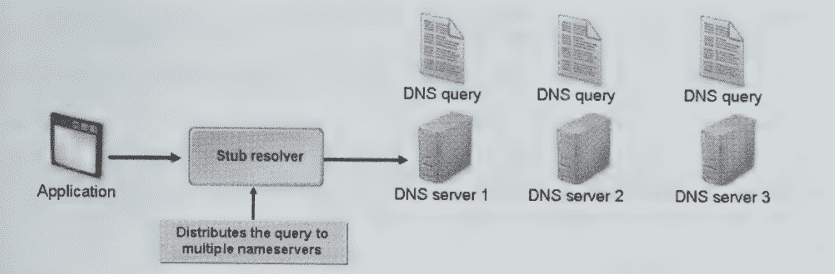 DNS query
DNS query
DNS query
Application
Stub resolver
DNS server 1
DNS server 2
DNS server 3
Distributes the query to
multiple nameservers